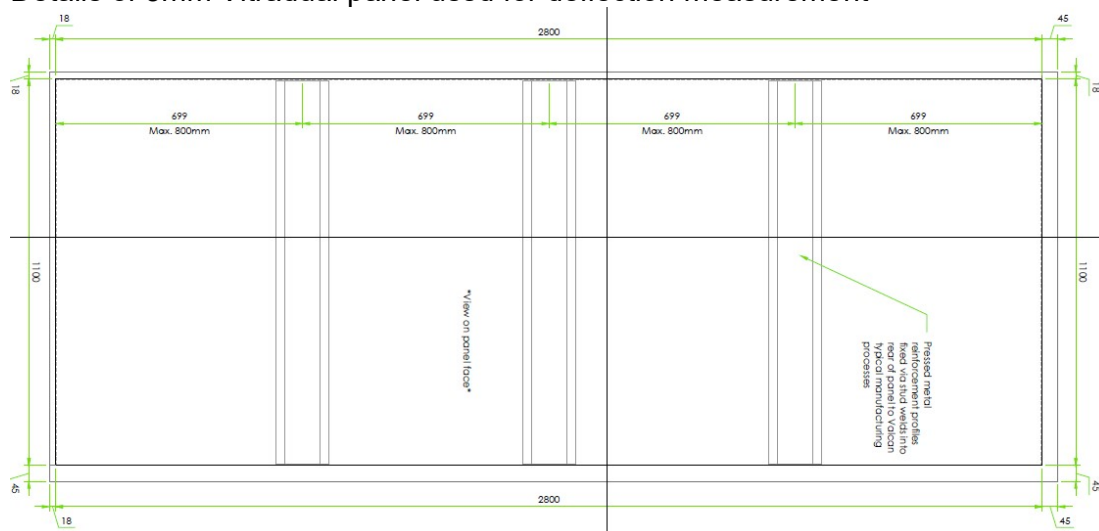 Details of 3mm Vitradual panel used for deflection measurement
18
2800
45
18
18
699
Max. 800mm
699
Max. 800mm
699
Max. 800mm
699
Max. 800mm
1100
1100
*View on panel face*
Pressed metal
reinforcement profiles
fixed via stud welds into
rear of panel to Valcan
typical manufacturing
processes
45
45
2800
18
45